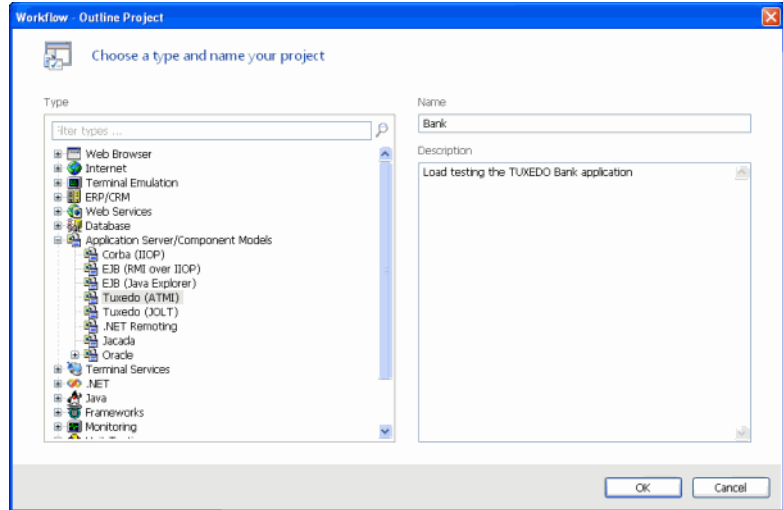 Workflow - Outline Project
Choose a type and name your project
Type
filter types ...
Web Browser
Internet
Terminal Emulation
ERP/CRM
Web Services
Database
Application Server/Component Models
Corba (IIOP)
EJB (RMI over IIOP)
EJB (Java Explorer)
Tuxedo (ATMI)
Tuxedo (JOLT)
.NET Remoting
Jacada
Oracle
Terminal Services
.NET
Java
Frameworks
Monitoring
Name
Bank
Description
Load testing the TUXEDO Bank application
OK
Cancel